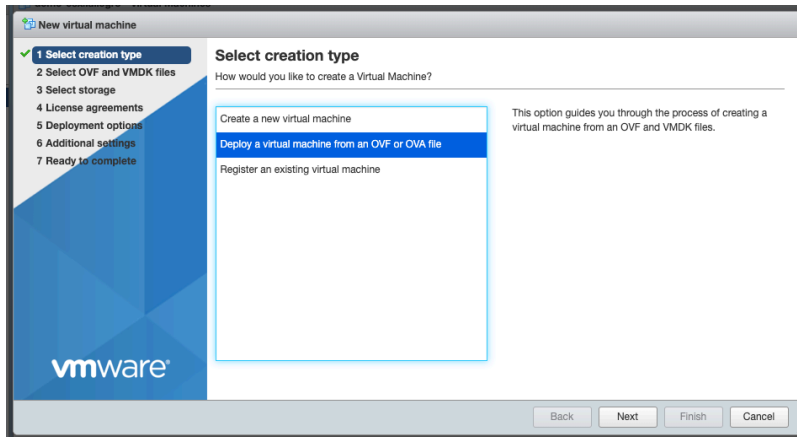 New virtual machine
1 Select creation type
2 Select OVF and VMDK files
3 Select storage
4 License agreements
5 Deployment options
6 Additional settings
7 Ready to complete
vmware®
Select creation type
How would you like to create a Virtual Machine?
Create a new virtual machine
Deploy a virtual machine from an OVF or OVA file
Register an existing virtual machine
This option guides you through the process of creating a
virtual machine from an OVF and VMDK files.
Back Next Finish Cancel